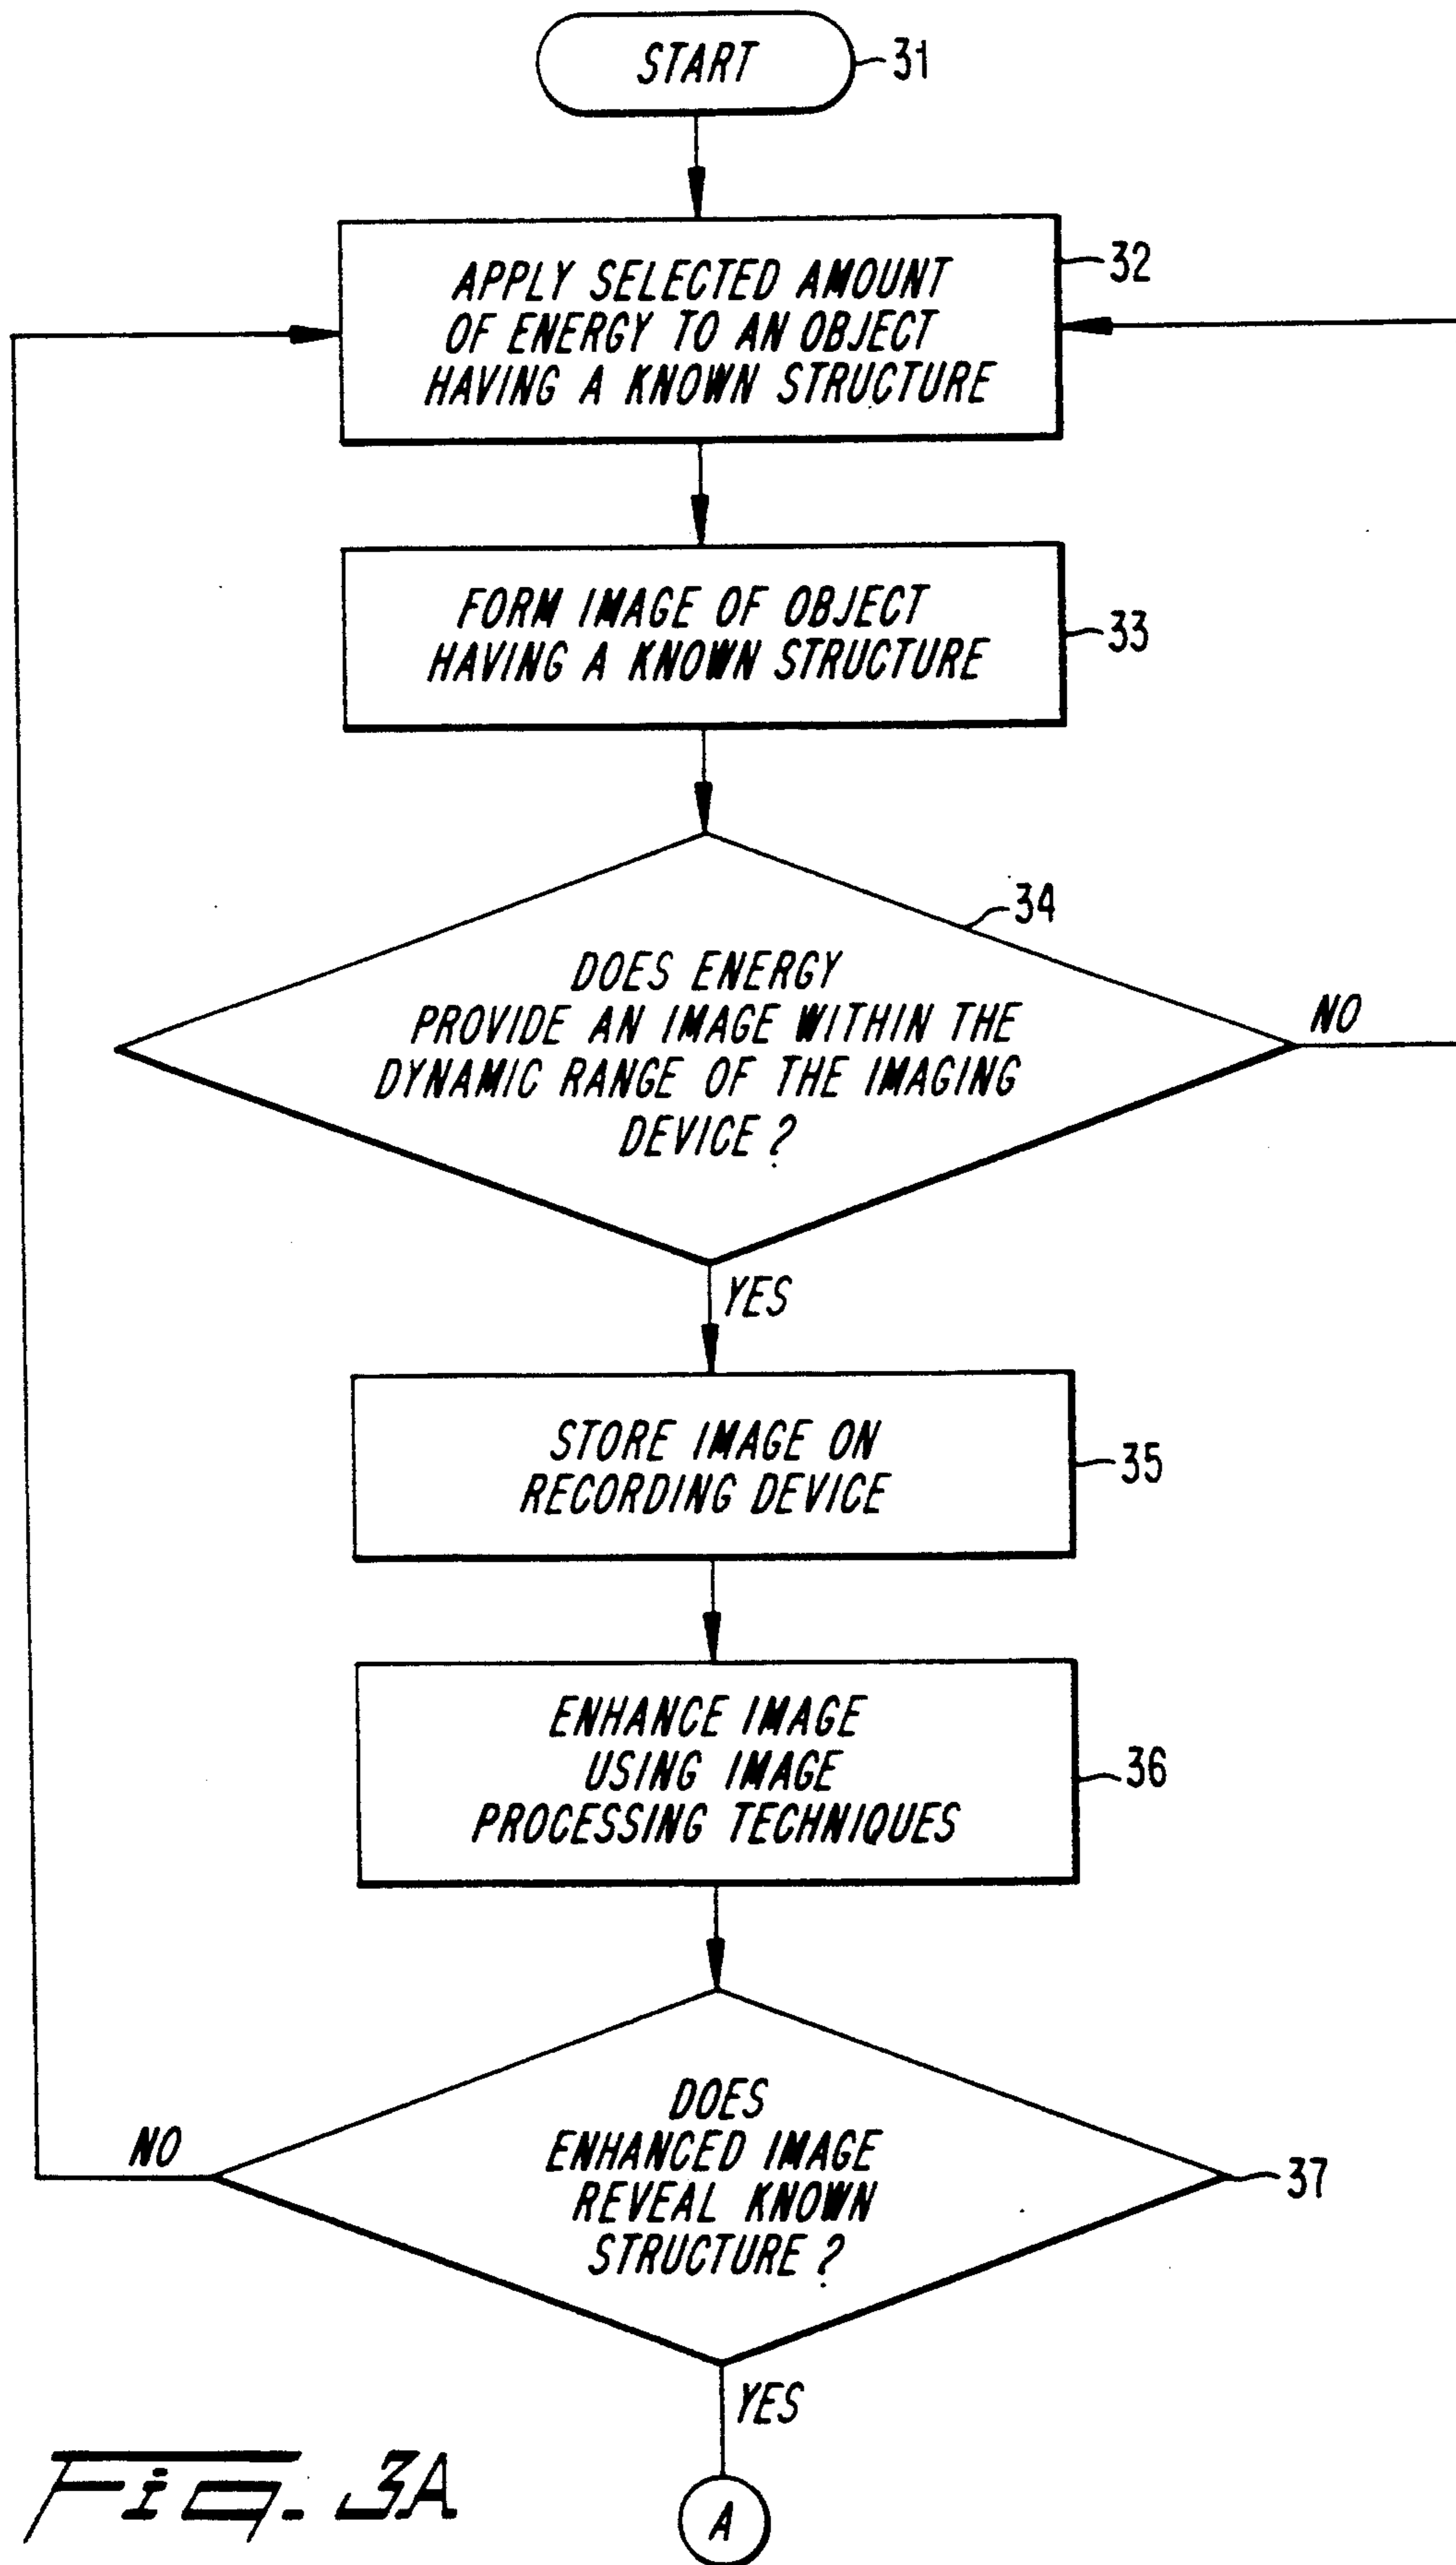 START
31
APPLY SELECTED AMOUNT
OF ENERGY TO AN OBJECT
HAVING A KNOWN STRUCTURE
32
FORM IMAGE OF OBJECT
HAVING A KNOWN STRUCTURE
33
34
DOES ENERGY
PROVIDE AN IMAGE WITHIN THE
DYNAMIC RANGE OF THE IMAGING
DEVICE ?
NO
YES
STORE IMAGE ON
RECORDING DEVICE
35
ENHANCE IMAGE
USING IMAGE
PROCESSING TECHNIQUES
36
DOES
ENHANCED IMAGE
REVEAL KNOWN
STRUCTURE ?
NO
37
YES
A
Fig. 3A